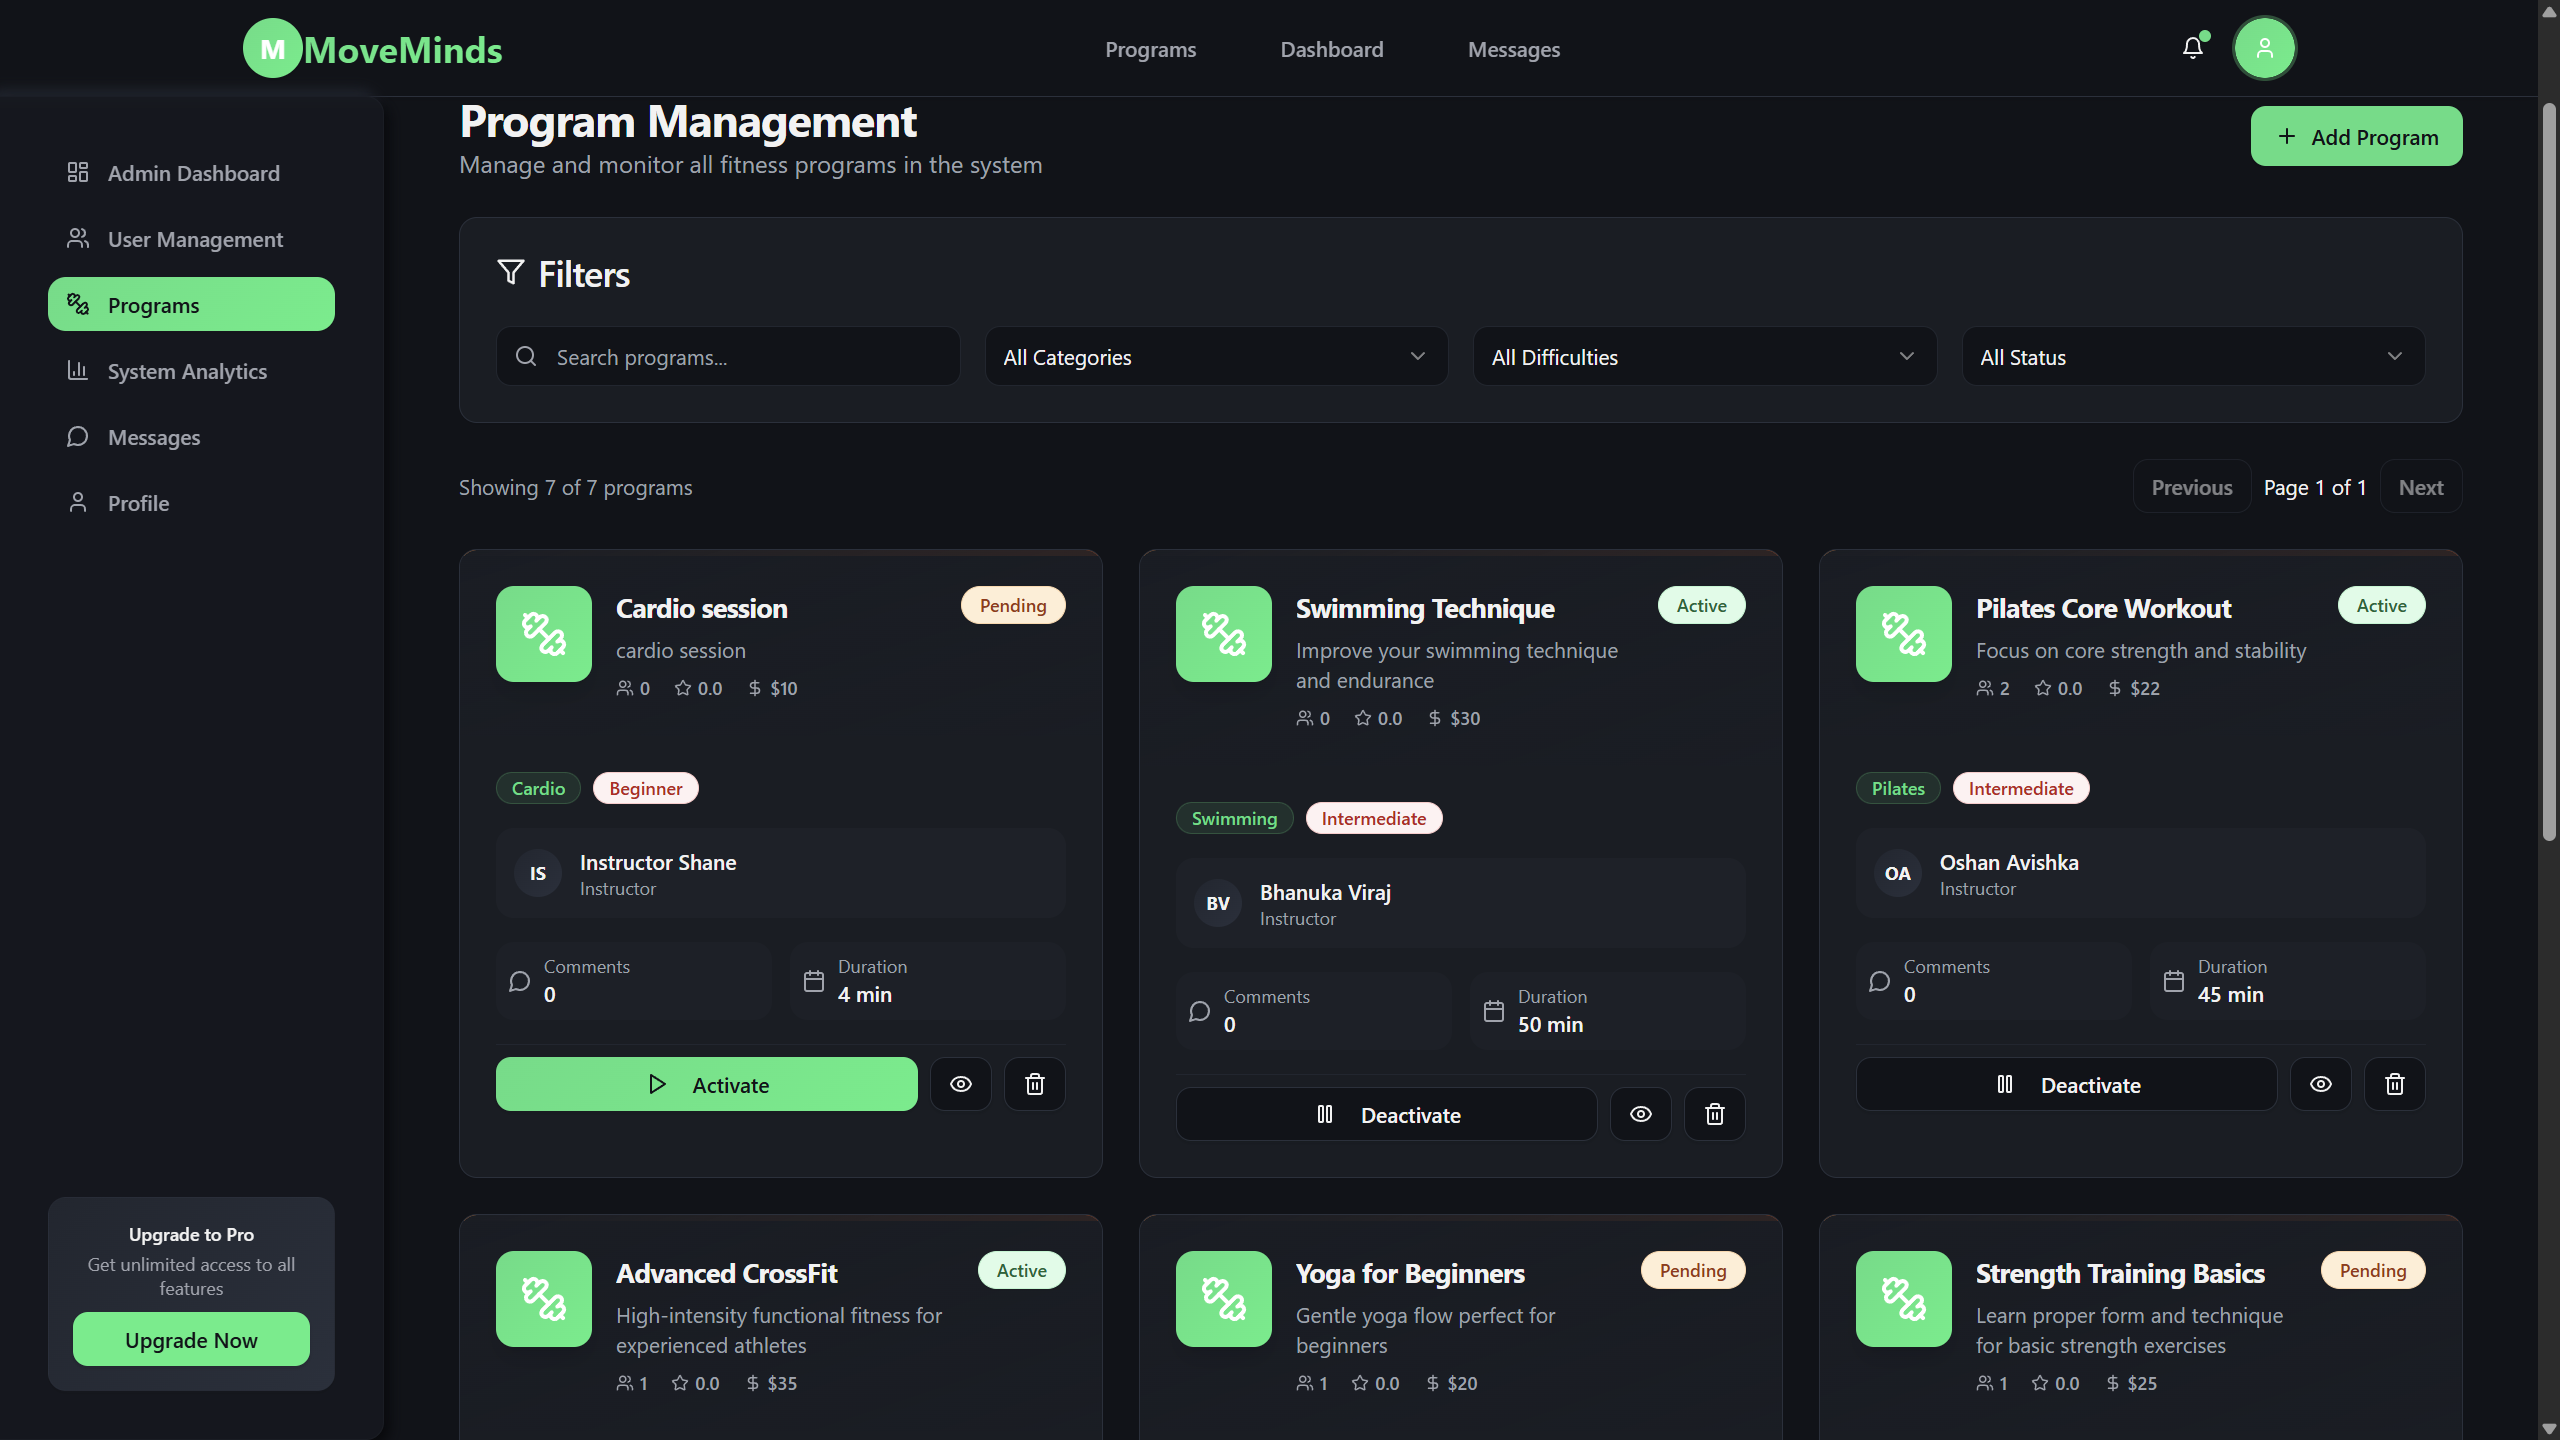 M MoveMinds
Programs Dashboard Messages
Admin Dashboard
User Management
Programs
System Analytics
Messages
Profile
Upgrade to Pro
Get unlimited access to all
features
Upgrade Now
Program Management
Manage and monitor all fitness programs in the system
Add Program
Filters
Search programs...
All Categories
All Difficulties
All Status
Showing 7 of 7 programs
Previous Page 1 of 1 Next
Cardio session
Pending
cardio session
0 0.0 $10
Cardio Beginner
IS
Instructor Shane
Instructor
Comments
0
Duration
4 min
Activate
Swimming Technique
Active
Improve your swimming technique
and endurance
0 0.0 $30
Swimming Intermediate
BV
Bhanuka Viraj
Instructor
Comments
0
Duration
50 min
Deactivate
Pilates Core Workout
Active
Focus on core strength and stability
2 0.0 $22
Pilates Intermediate
OA
Oshan Avishka
Instructor
Comments
0
Duration
45 min
Deactivate
Advanced CrossFit
Active
High-intensity functional fitness for
experienced athletes
1 0.0 $35
Yoga for Beginners
Pending
Gentle yoga flow perfect for
beginners
1 0.0 $20
Strength Training Basics
Pending
Learn proper form and technique
for basic strength exercises
1 0.0 $25